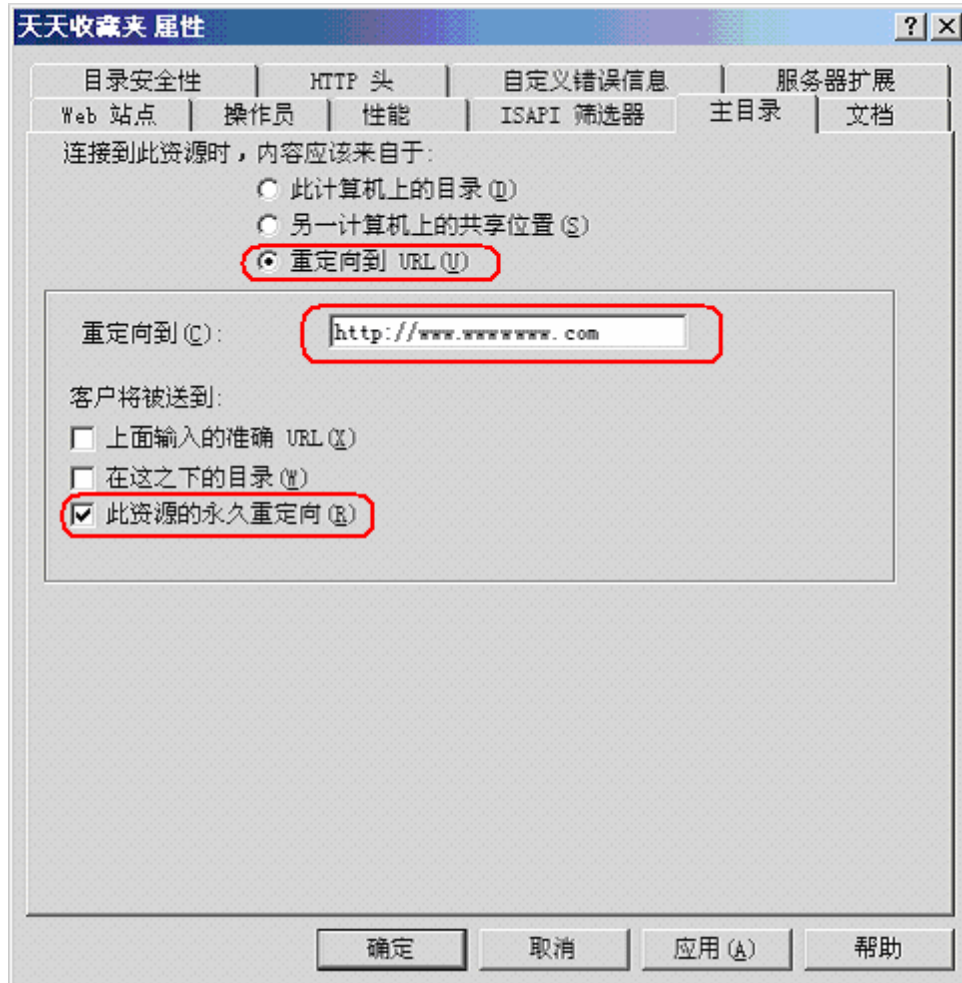 天天收藏夹 属性
目录安全性 HTTP 头 自定义错误信息 服务器扩展
Web 站点 操作员 性能 ISAPI 筛选器 主目录 文档
连接到此资源时，内容应该来自于:
此计算机上的目录(D)
另一计算机上的共享位置(S)
重定向到 URL(U)
重定向到(C): http://www.wwwwwww.com
客户将被送到:
上面输入的准确 URL(X)
在这之下的目录(W)
此资源的永久重定向(R)
确定 取消 应用(A) 帮助